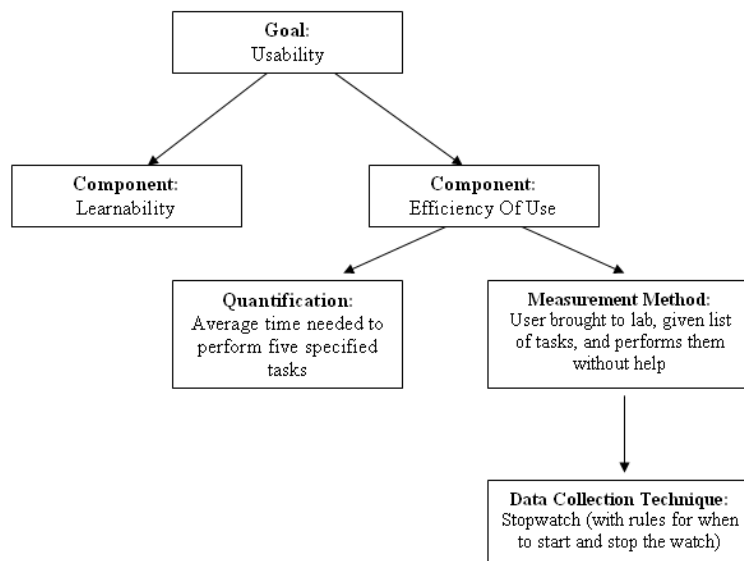 Goal:
Usability
Component:
Learnability
Component:
Efficiency Of Use
Quantification:
Average time needed to
perform five specified
tasks
Measurement Method:
User brought to lab, given list
of tasks, and performs them
without help
Data Collection Technique:
Stopwatch (with rules for when
to start and stop the watch)